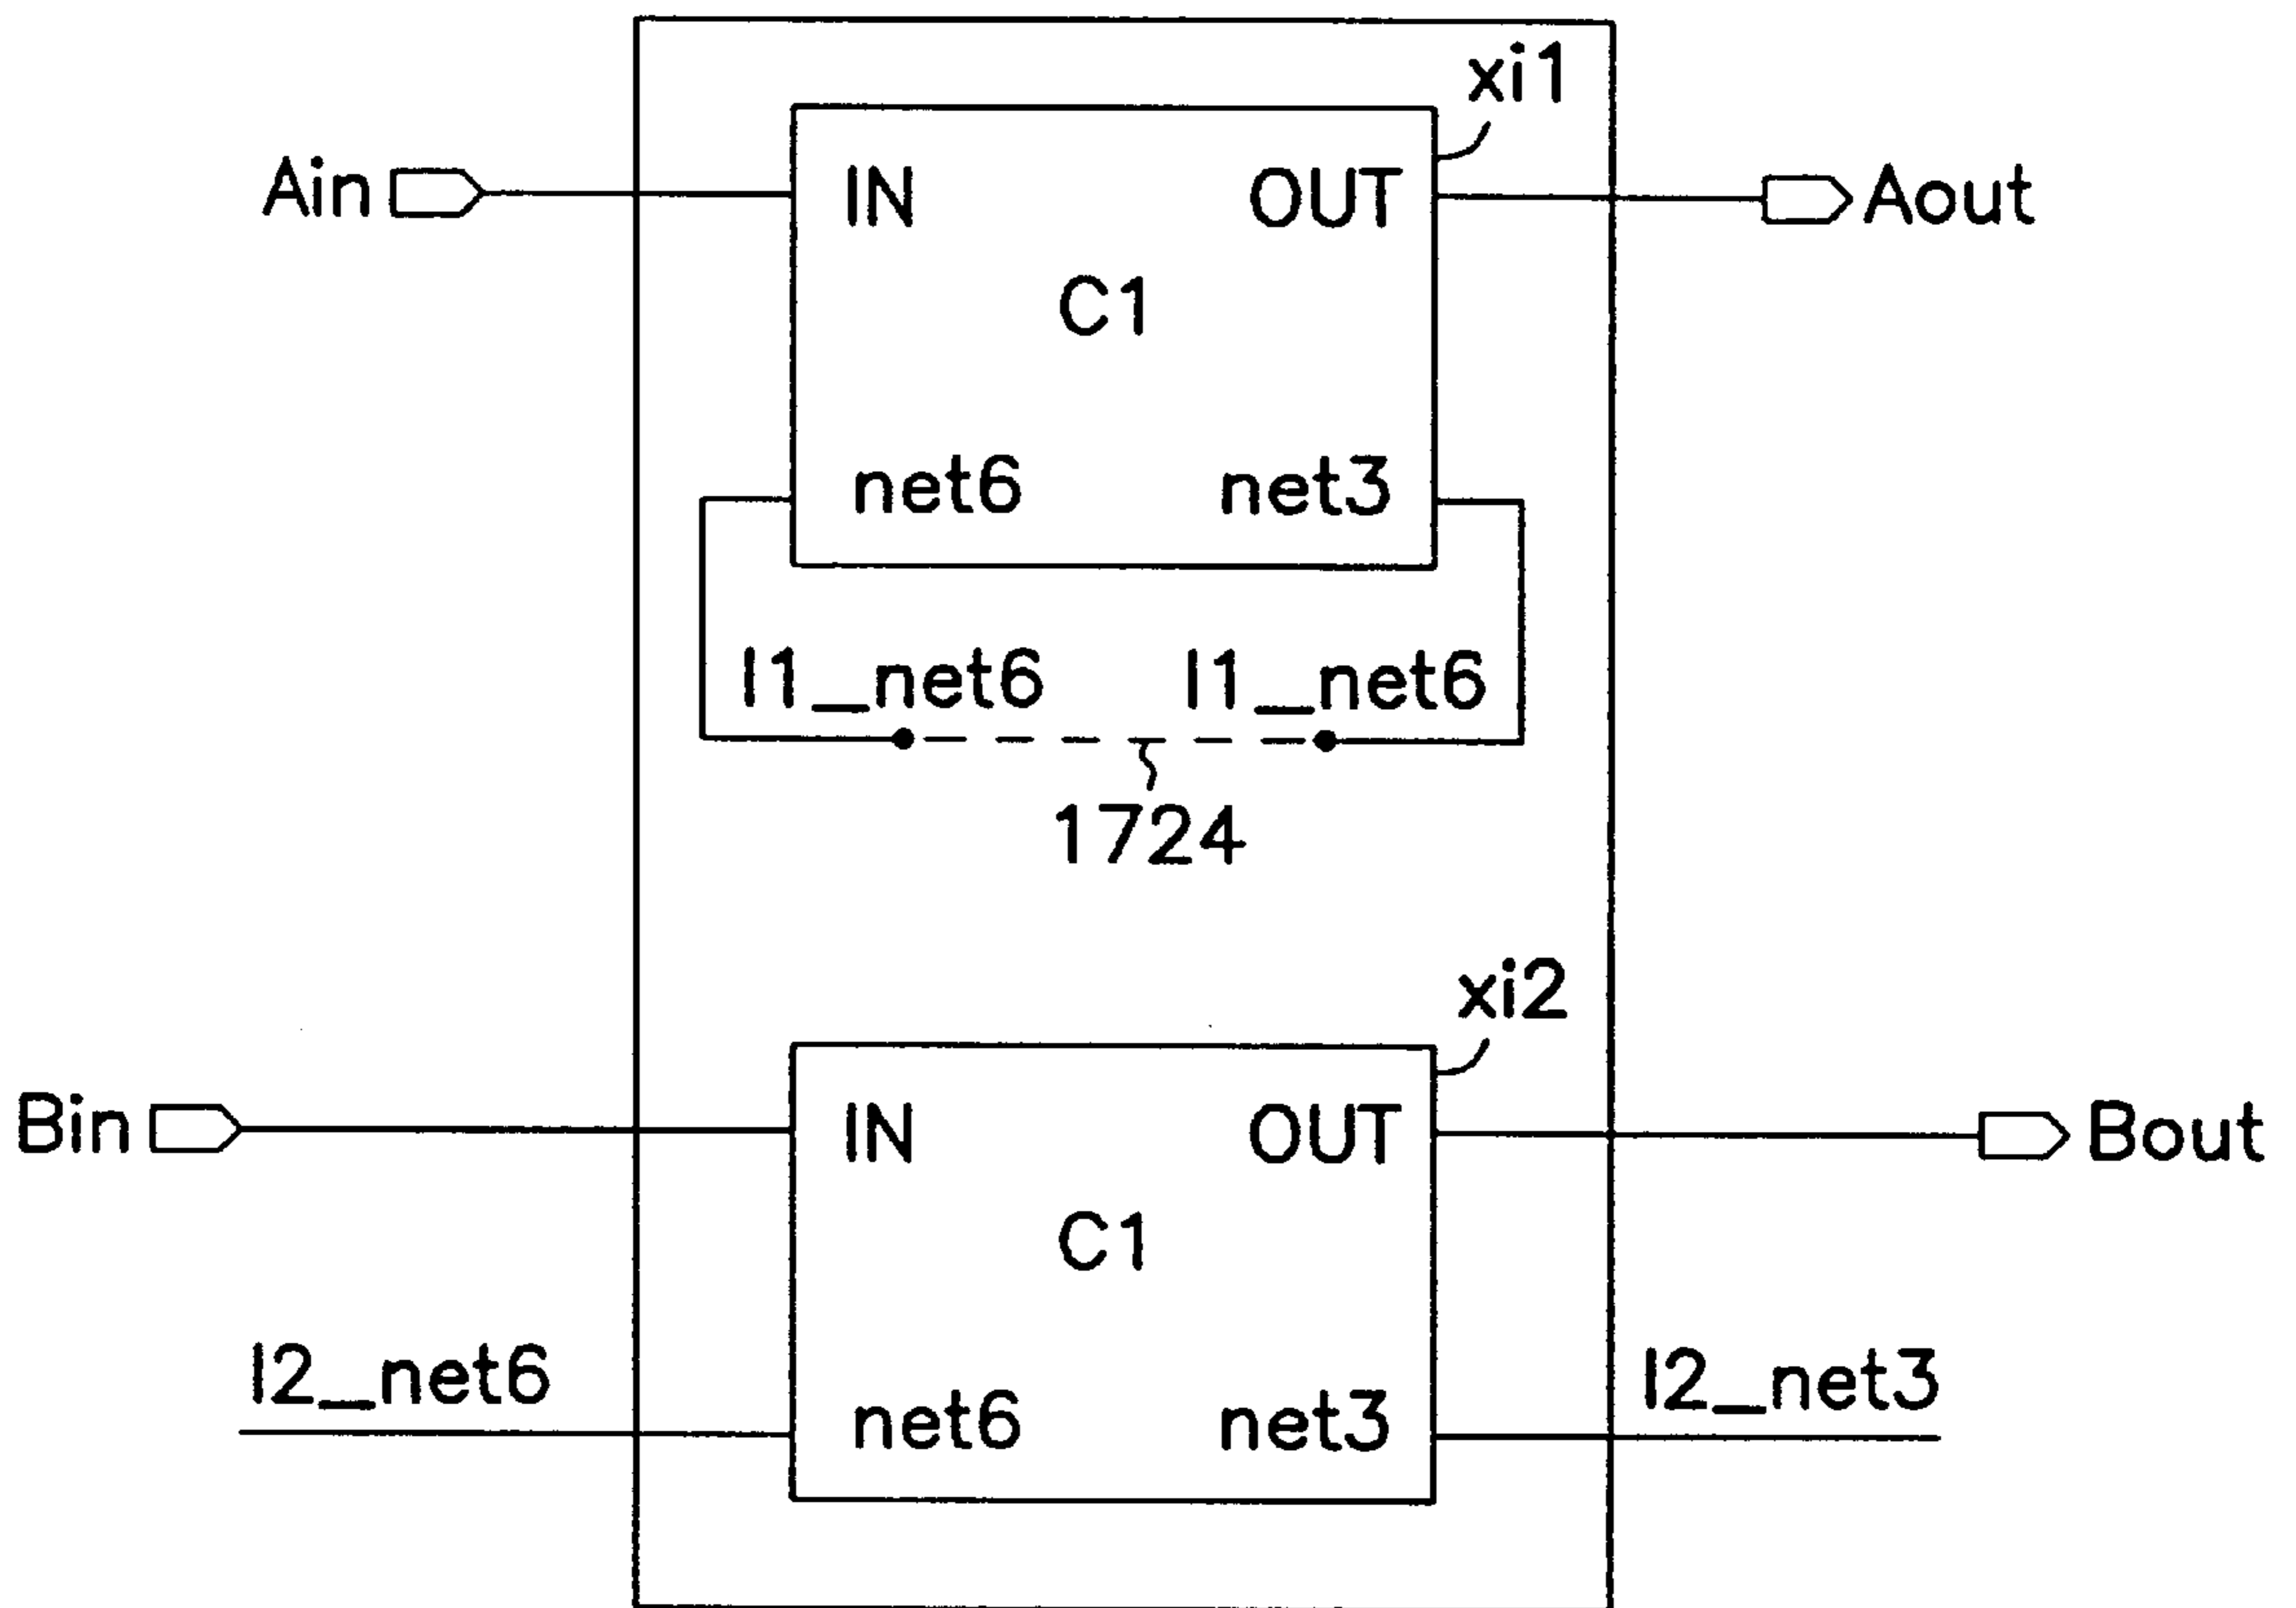 xi1
Ain
IN
OUT
Aout
C1
net6
net3
I1_net6
I1_net6
1724
xi2
Bin
IN
OUT
Bout
C1
I2_net6
I2_net3
net6
net3